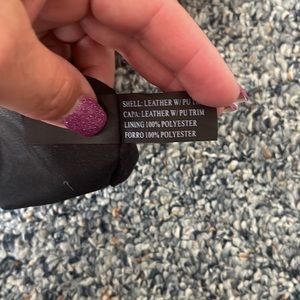 SHELL: LEATHER W/ PU
CAPA: LEATHER W/ PU TRIM
LINING 100% POLYESTER
FORRO 100% POLYESTER